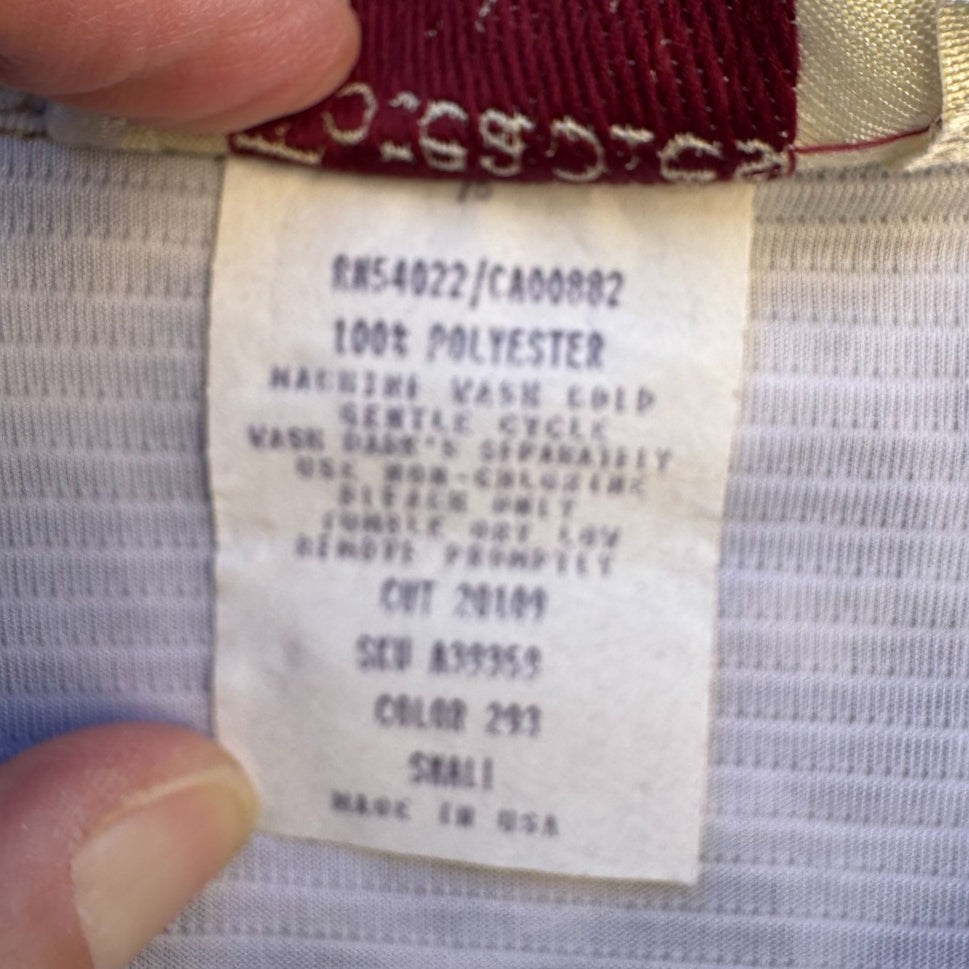 RN54022/CA00882
100% POLYESTER
MACHINE WASH COLD
GENTLE CYCLE
WASH DARK'S SEPARATELY
USE NON-CHLORINE
BLEACH ONLY
TUMBLE DRY LOW
REMOVE PROMPTLY
CUT 20109
SKU A39359
COLOR 293
SMALL
MADE IN USA